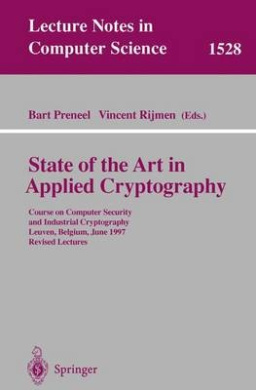 Lecture Notes in
Computer Science 1528
Bart Preneel Vincent Rijmen (Eds.)
State of the Art in
Applied Cryptography
Course on Computer Security
and Industrial Cryptography
Leuven, Belgium, June 1997
Revised Lectures
Springer